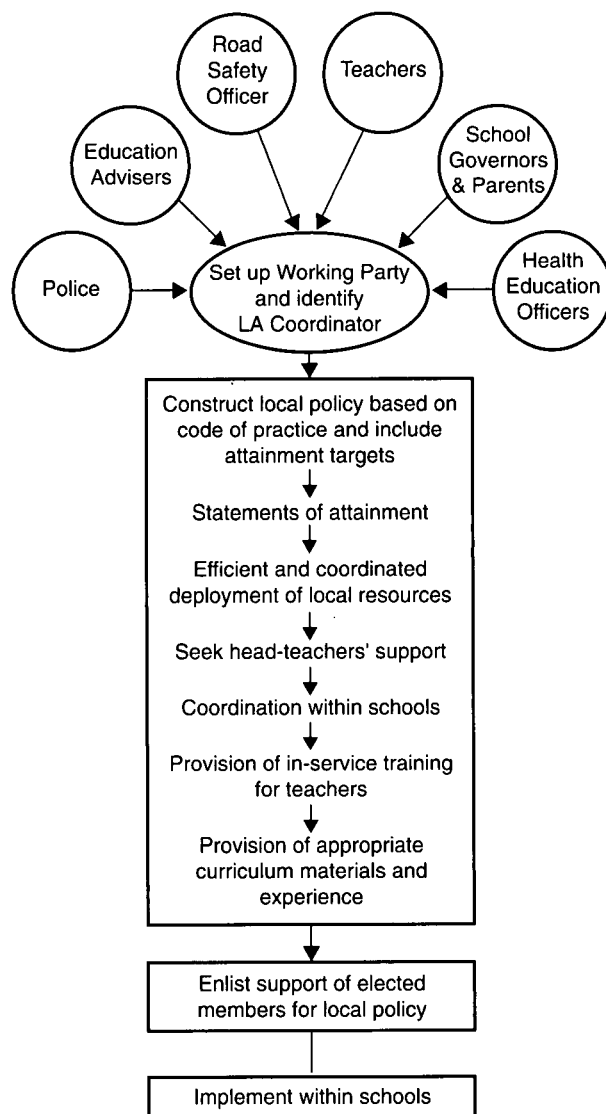 Road
Safety
Officer
Teachers
Education
Advisers
School
Governors
& Parents
Police
Set up Working Party
and identify
LA Coordinator
Health
Education
Officers
Construct local policy based on
code of practice and include
attainment targets
Statements of attainment
Efficient and coordinated
deployment of local resources
Seek head-teachers' support
Coordination within schools
Provision of in-service training
for teachers
Provision of appropriate
curriculum materials and
experience
Enlist support of elected
members for local policy
Implement within schools